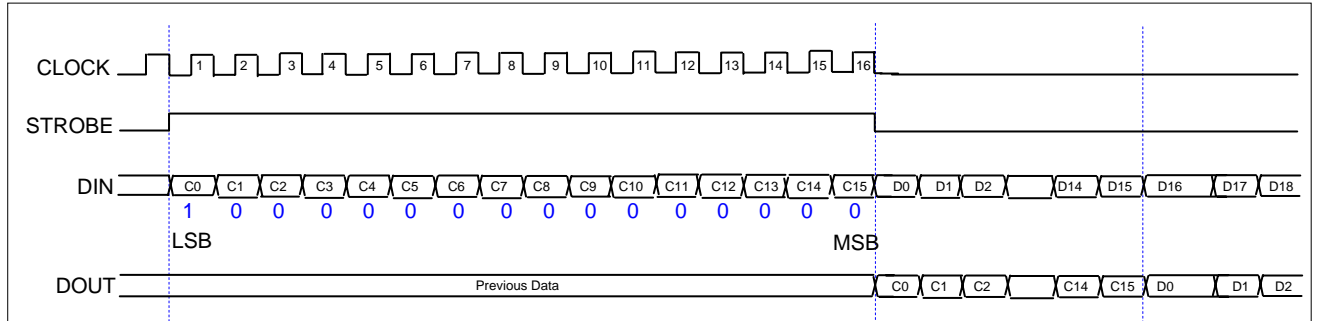 CLOCK 1 2 3 4 5 6 7 8 9 10 11 12 13 14 15 16
STROBE
DIN C0 C1 C2 C3 C4 C5 C6 C7 C8 C9 C10 C11 C12 C13 C14 C15 D0 D1 D2 D14 D15 D16 D17 D18
1 0 0 0 0 0 0 0 0 0 0 0 0 0 0 0
LSB MSB
DOUT Previous Data C0 C1 C2 C14 C15 D0 D1 D2